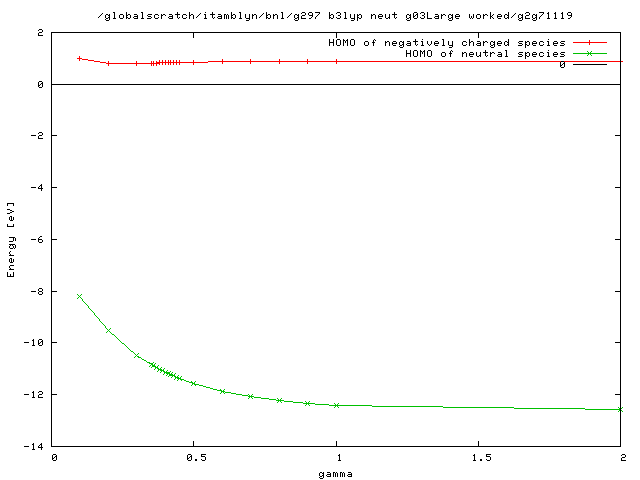 /globalscratch/itamblyn/bnl/g297 b3lyp neut g03Large worked/g2g71119
HOMO of negatively charged species
HOMO of neutral species
0
2
0
-2
-4
-6
-8
-10
-12
-14
Energy [eV]
0 0.5 1 1.5 2
gamma